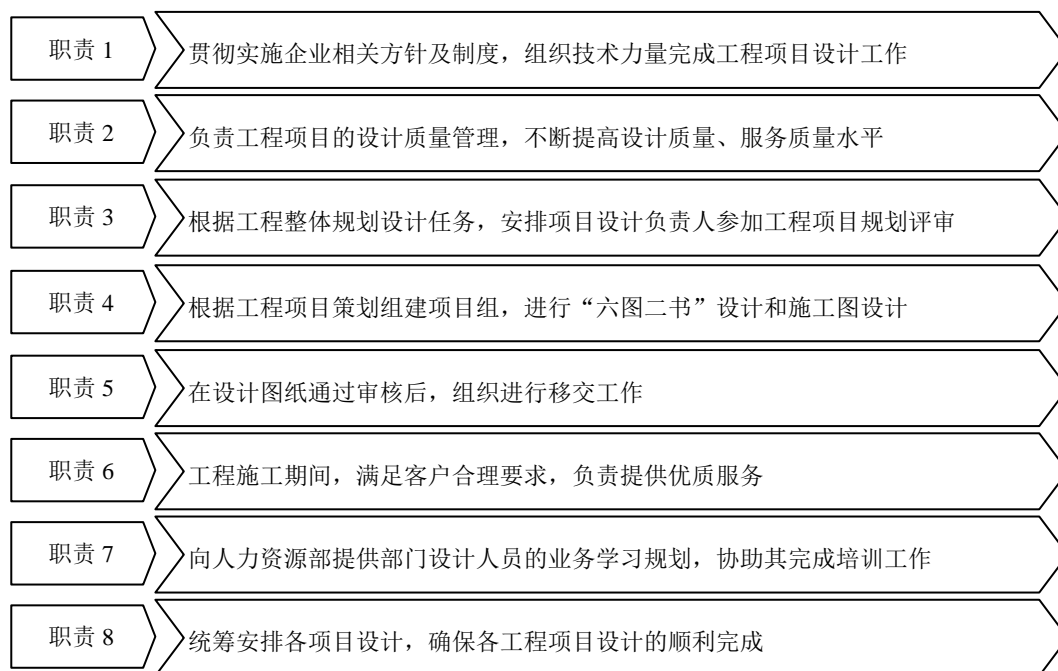 职责 1
贯彻实施企业相关方针及制度，组织技术力量完成工程项目设计工作
职责 2
负责工程项目的设计质量管理，不断提高设计质量、服务质量水平
职责 3
根据工程整体规划设计任务，安排项目设计负责人参加工程项目规划评审
职责 4
根据工程项目策划组建项目组，进行“六图二书”设计和施工图设计
职责 5
在设计图纸通过审核后，组织进行移交工作
职责 6
工程施工期间，满足客户合理要求，负责提供优质服务
职责 7
向人力资源部提供部门设计人员的业务学习规划，协助其完成培训工作
职责 8
统筹安排各项目设计，确保各工程项目设计的顺利完成